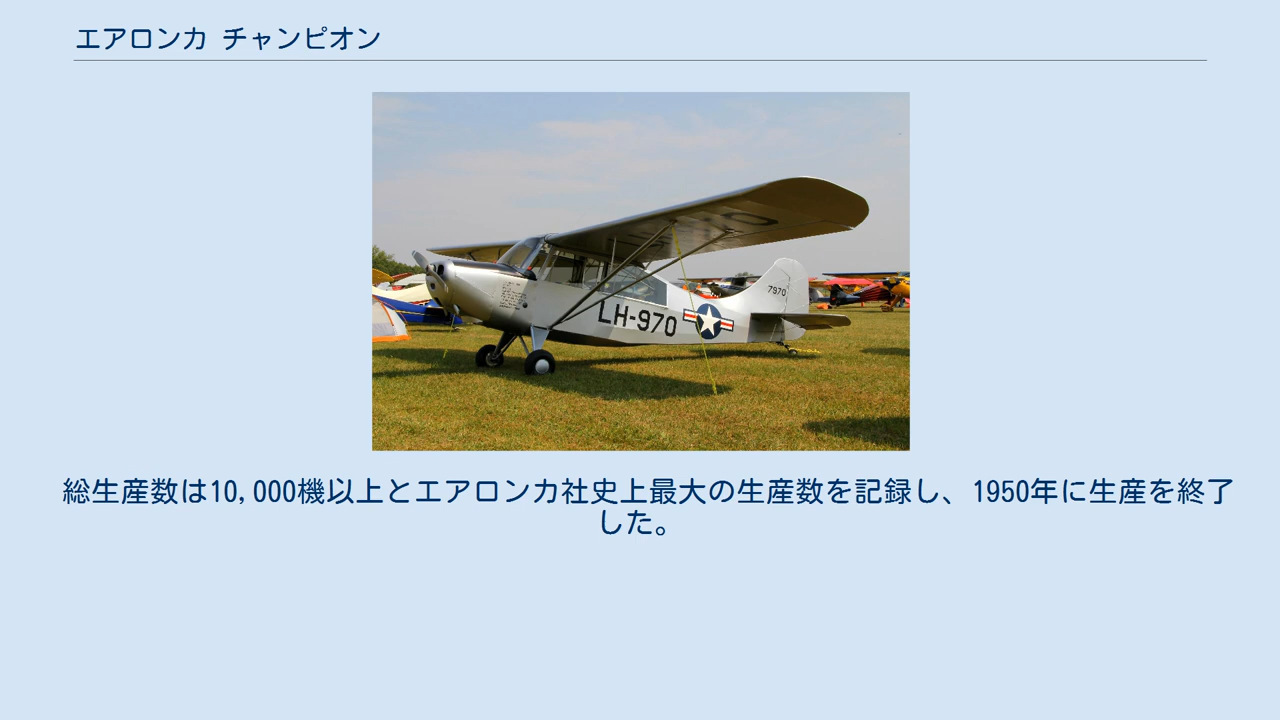 エアロンカ チャンピオン
LH-970
7970
総生産数は10,000機以上とエアロンカ社史上最大の生産数を記録し、1950年に生産を終了
した。